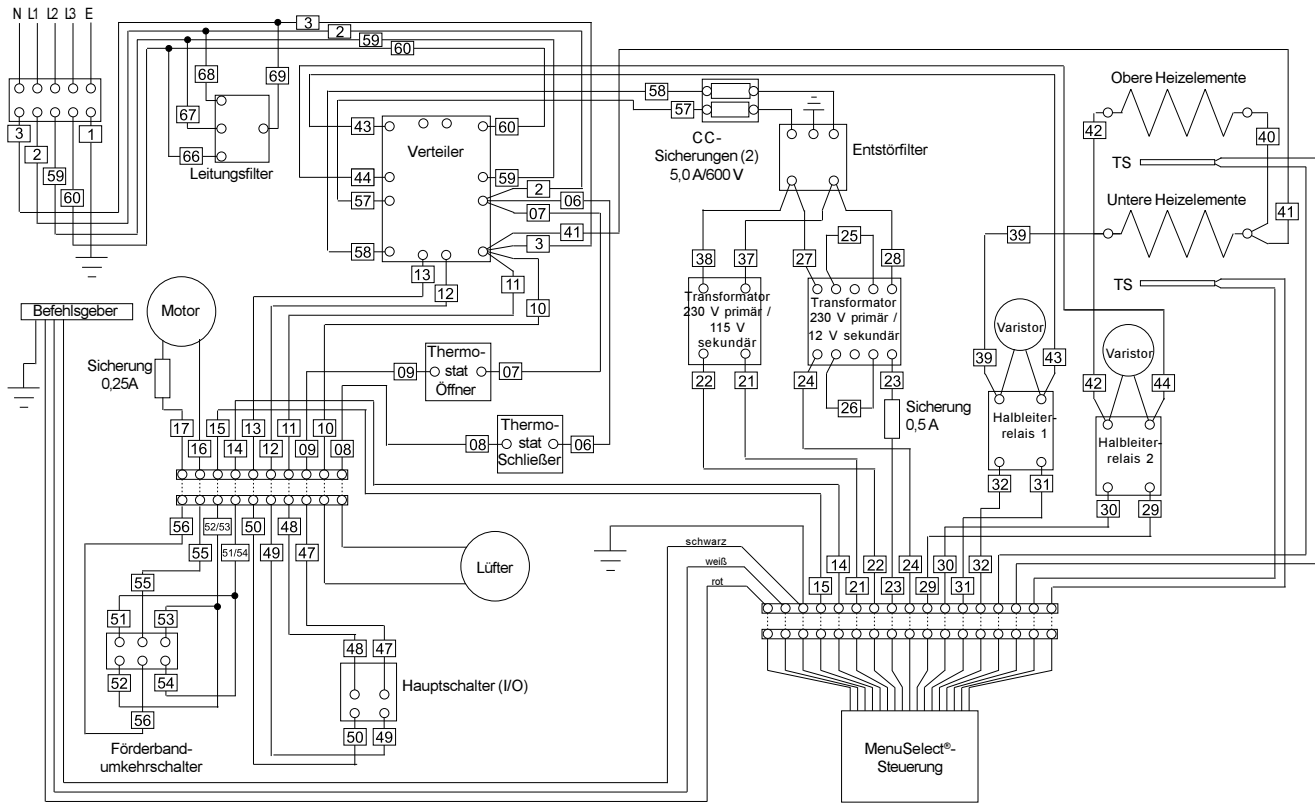 N L1 L2 L3 E
3
2
59
60
68
69
67
66
Leitungsfilter
3
2
59
60
1
43
44
57
58
Verteiler
60
59
2
06
07
41
3
11
10
13
12
58
57
CC-
Sicherungen (2)
5,0 A/600 V
Entstörfilter
41
Obere Heizelemente
42
40
TS
Untere Heizelemente
39
41
TS
38
37
27
25
28
Transformator
230 V primär /
115 V
sekundär
Transformator
230 V primär /
12 V sekundär
22
21
24
26
23
Sicherung
0,5 A
Varistor
39
43
Halbleiter-
relais 1
32
31
Varistor
42
44
Halbleiter-
relais 2
30
29
Befehlsgeber
Motor
Sicherung
0,25A
09
Thermo-
stat
Öffner
07
08
Thermo-
stat
Schließer
06
17
16
15
14
13
12
11
09
10
08
56
55
52/53
51/54
50
49
48
47
Lüfter
55
51
53
52
54
56
Förderband-
umkehrschalter
48
47
Hauptschalter (I/O)
50
49
schwarz
weiß
rot
15
14
21
22
23
24
29
30
31
32
MenuSelect®-
Steuerung